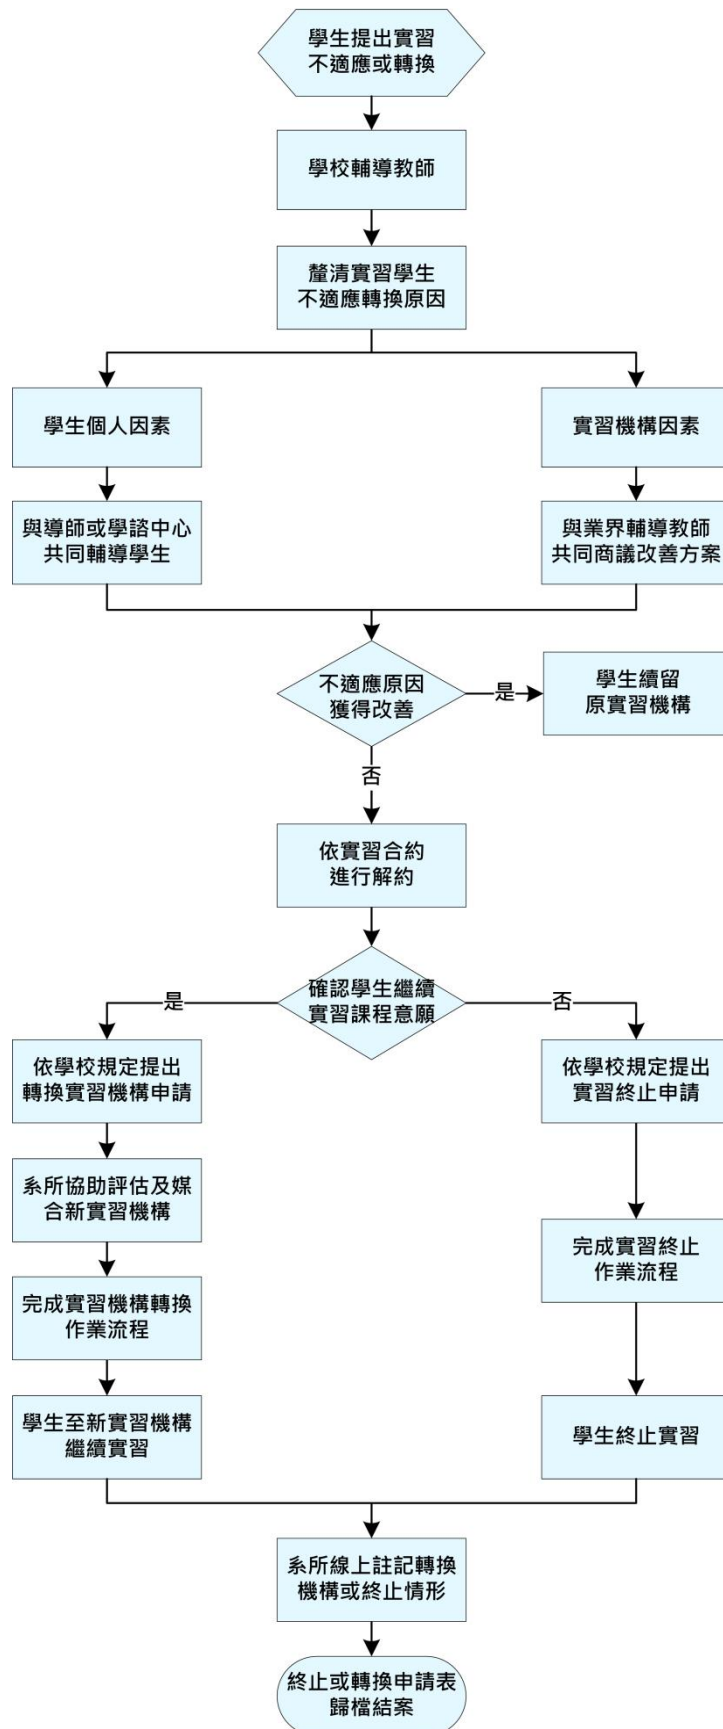 學生提出實習
不適應或轉換
學校輔導教師
釐清實習學生
不適應轉換原因
學生個人因素
實習機構因素
與導師或學諮中心
共同輔導學生
與業界輔導教師
共同商議改善方案
不適應原因
獲得改善
是
學生續留
原實習機構
否
依實習合約
進行解約
確認學生繼續
實習課程意願
是
否
依學校規定提出
轉換實習機構申請
依學校規定提出
實習終止申請
系所協助評估及媒
合新實習機構
完成實習終止
作業流程
完成實習機構轉換
作業流程
學生至新實習機構
繼續實習
學生終止實習
系所線上註記轉換
機構或終止情形
終止或轉換申請表
歸檔結案